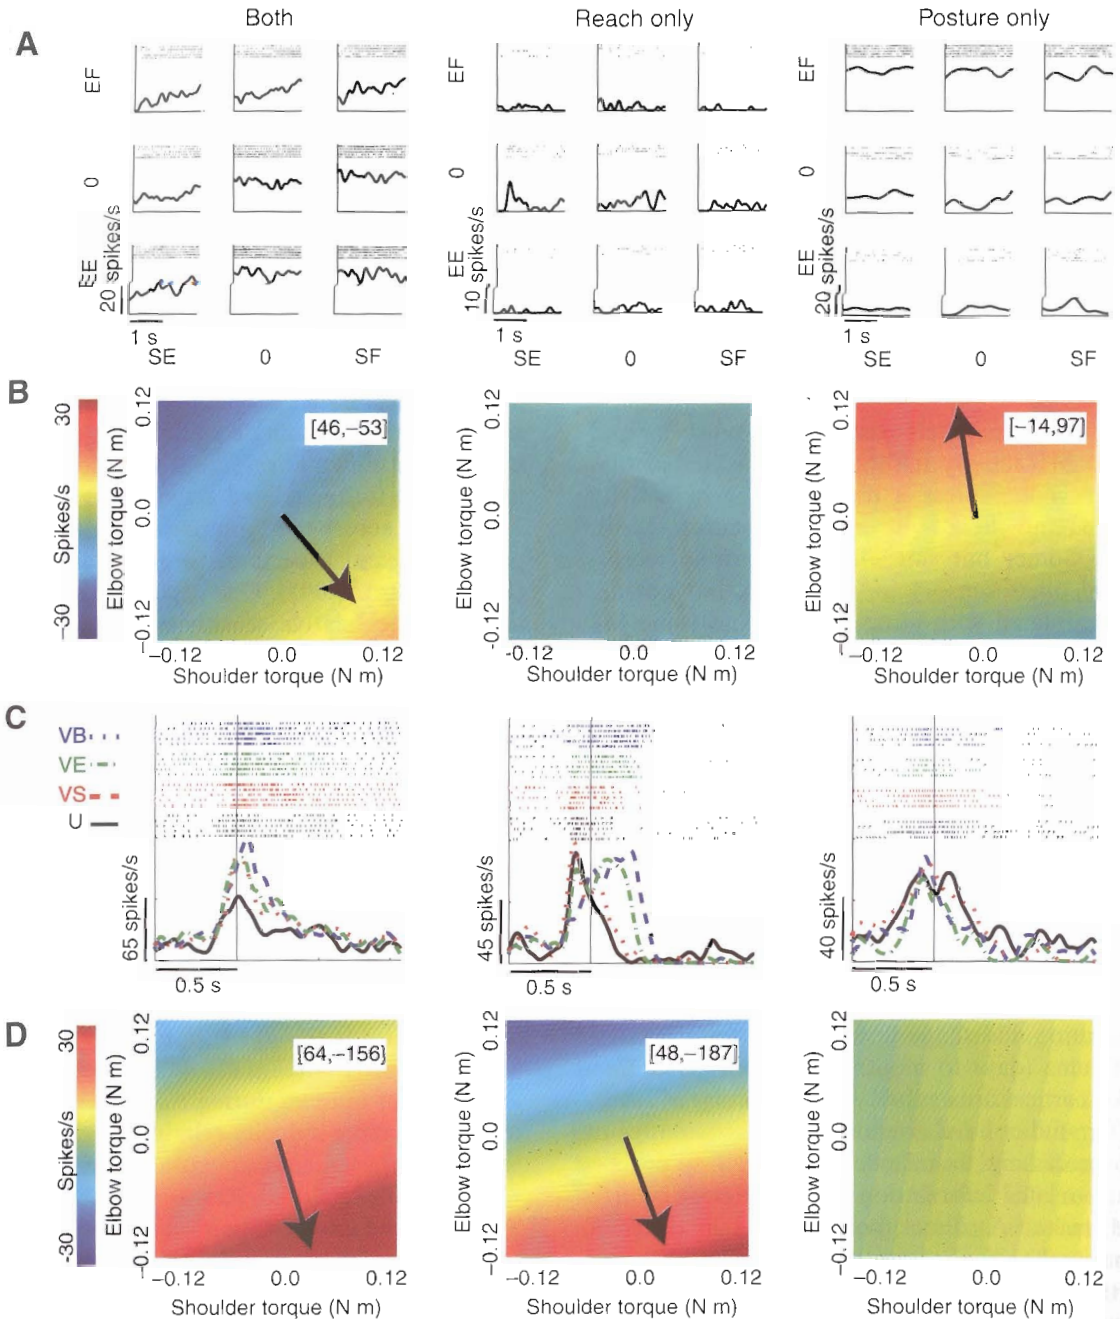 Both
Reach only
Posture only
A
EF
0
EE
20 spikes/s
1 s
SE
0
SF
EF
0
EE
10 spikes/s
1 s
SE
0
SF
EF
0
EE
20 spikes/s
1 s
SE
0
SF
B
30
Spikes/s
−30
Elbow torque (N m)
0.12
0.0
−0.12
[46,−53]
−0.12
0.0
0.12
Shoulder torque (N m)
Elbow torque (N m)
0.12
0.0
-0.12
-0.12
0.0
0.12
Shoulder torque (N m)
Elbow torque (N m)
0.12
0.0
-0.12
[−14,97]
−0.12
0.0
0.12
Shoulder torque (N m)
C
VB
VE
VS
U
65 spikes/s
0.5 s
45 spikes/s
0.5 s
40 spikes/s
0.5 s
D
30
Spikes/s
-30
Elbow torque (N m)
0.12
0.0
−0.12
[64,−156]
−0.12
0.0
0.12
Shoulder torque (N m)
Elbow torque (N m)
0.12
0.0
−0.12
[48,−187]
−0.12
0.0
0.12
Shoulder torque (N m)
Elbow torque (N m)
0.12
0.0
−0.12
−0.12
0.0
0.12
Shoulder torque (N m)